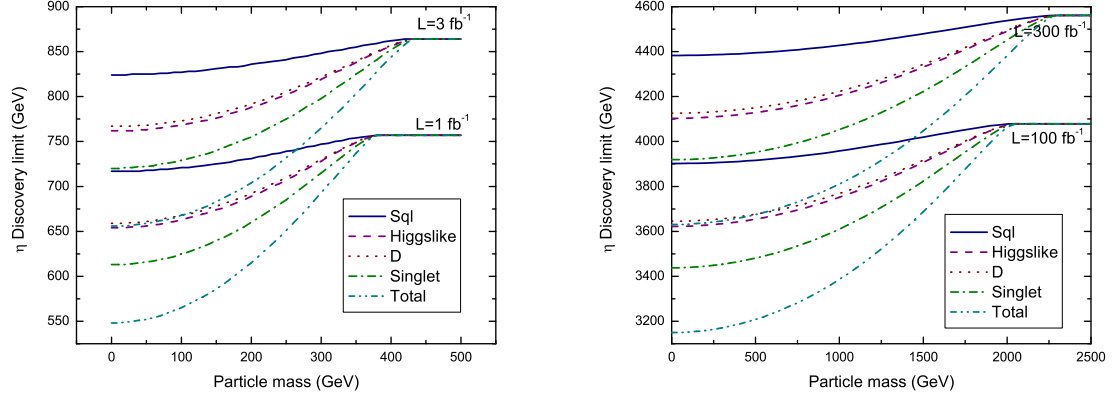 900
850
800
750
700
650
600
550
η Discovery limit (GeV)
L=3 fb-1
L=1 fb-1
Sql
Higgslike
D
Singlet
Total
0 100 200 300 400 500
Particle mass (GeV)
4600
4400
4200
4000
3800
3600
3400
3200
η Discovery limit (GeV)
L=300 fb-1
L=100 fb-1
Sql
Higgslike
D
Singlet
Total
0 500 1000 1500 2000 2500
Particle mass (GeV)